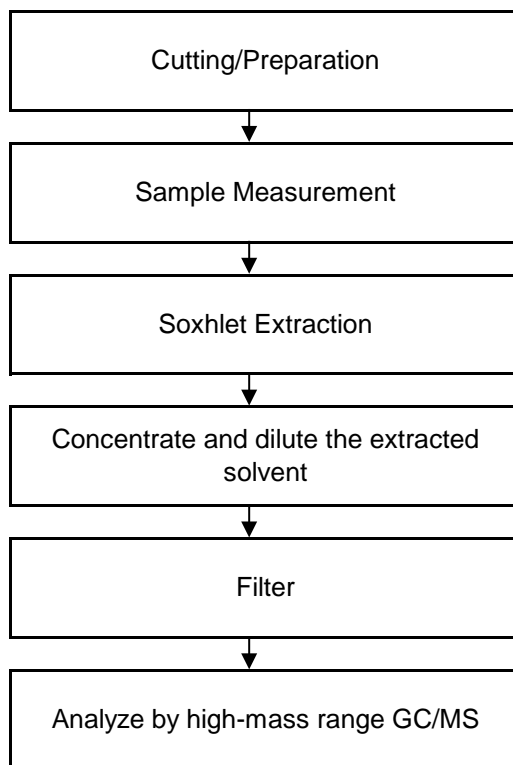 Cutting/Preparation
Sample Measurement
Soxhlet Extraction
Concentrate and dilute the extracted
solvent
Filter
Analyze by high-mass range GC/MS